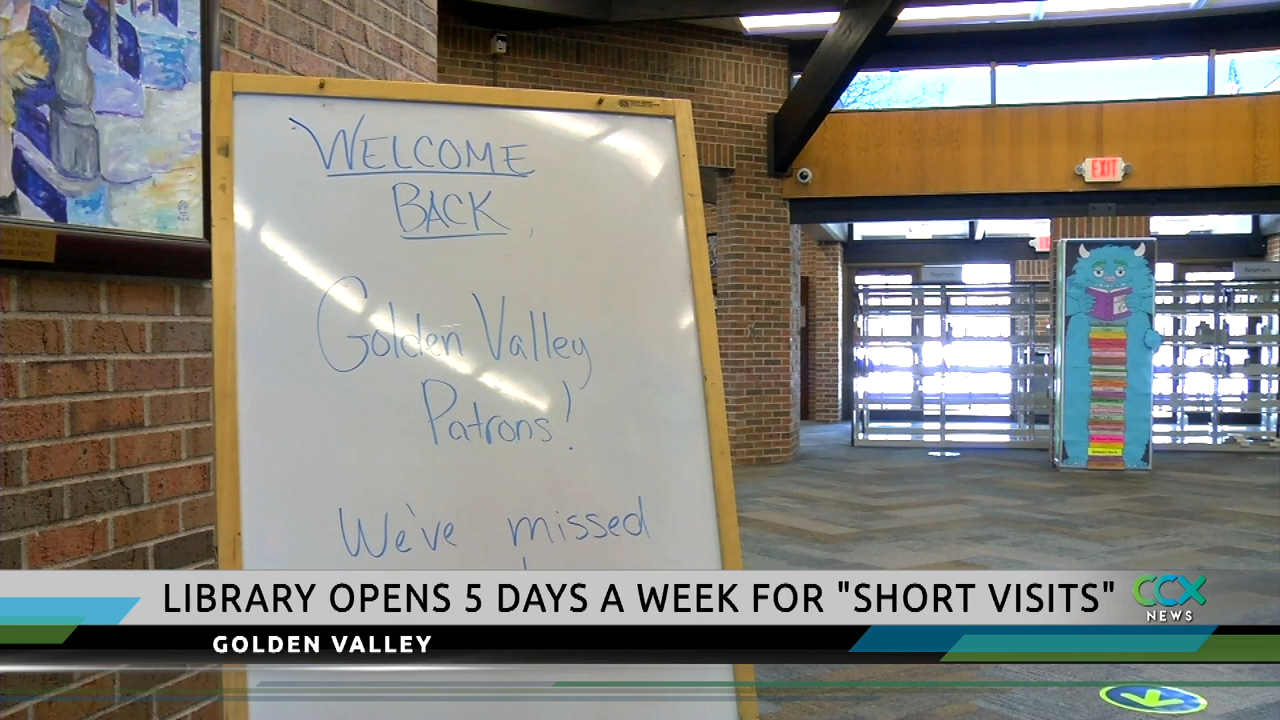 WELCOME
BACK
Golden Valley
Patrons!
We've missed
EXIT
LIBRARY OPENS 5 DAYS A WEEK FOR "SHORT VISITS"
CCX
NEWS
GOLDEN VALLEY